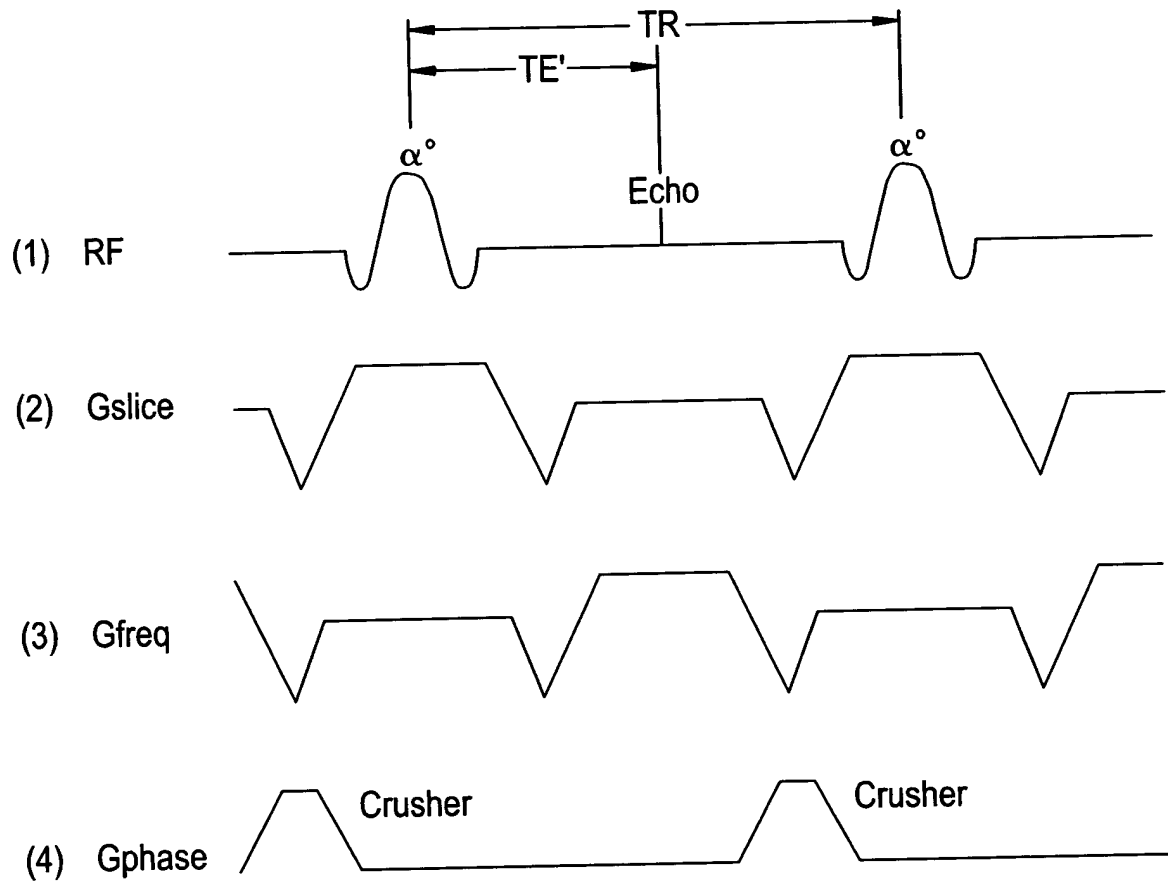 TR
TE'
α°
α°
Echo
(1) RF
(2) Gslice
(3) Gfreq
Crusher
Crusher
(4) Gphase